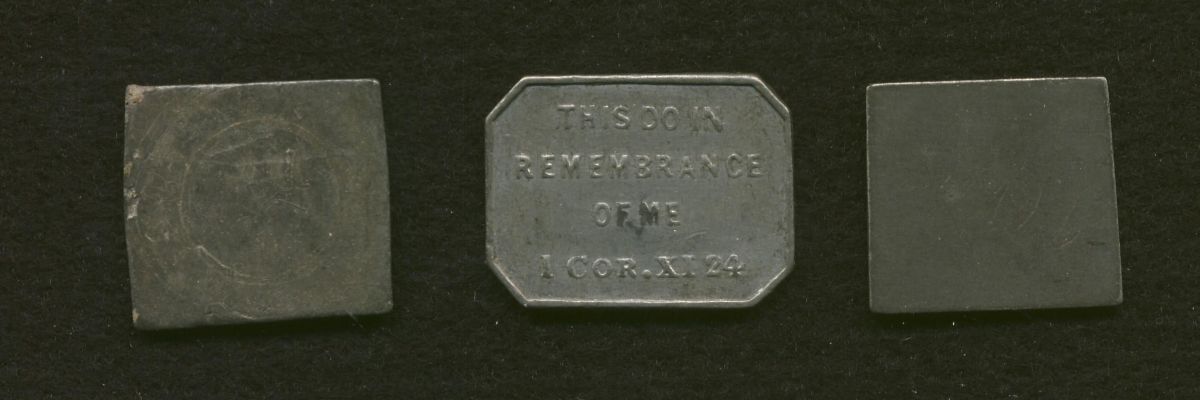 THIS DO IN
REMEMBRANCE
OF ME
1 COR. XI 24